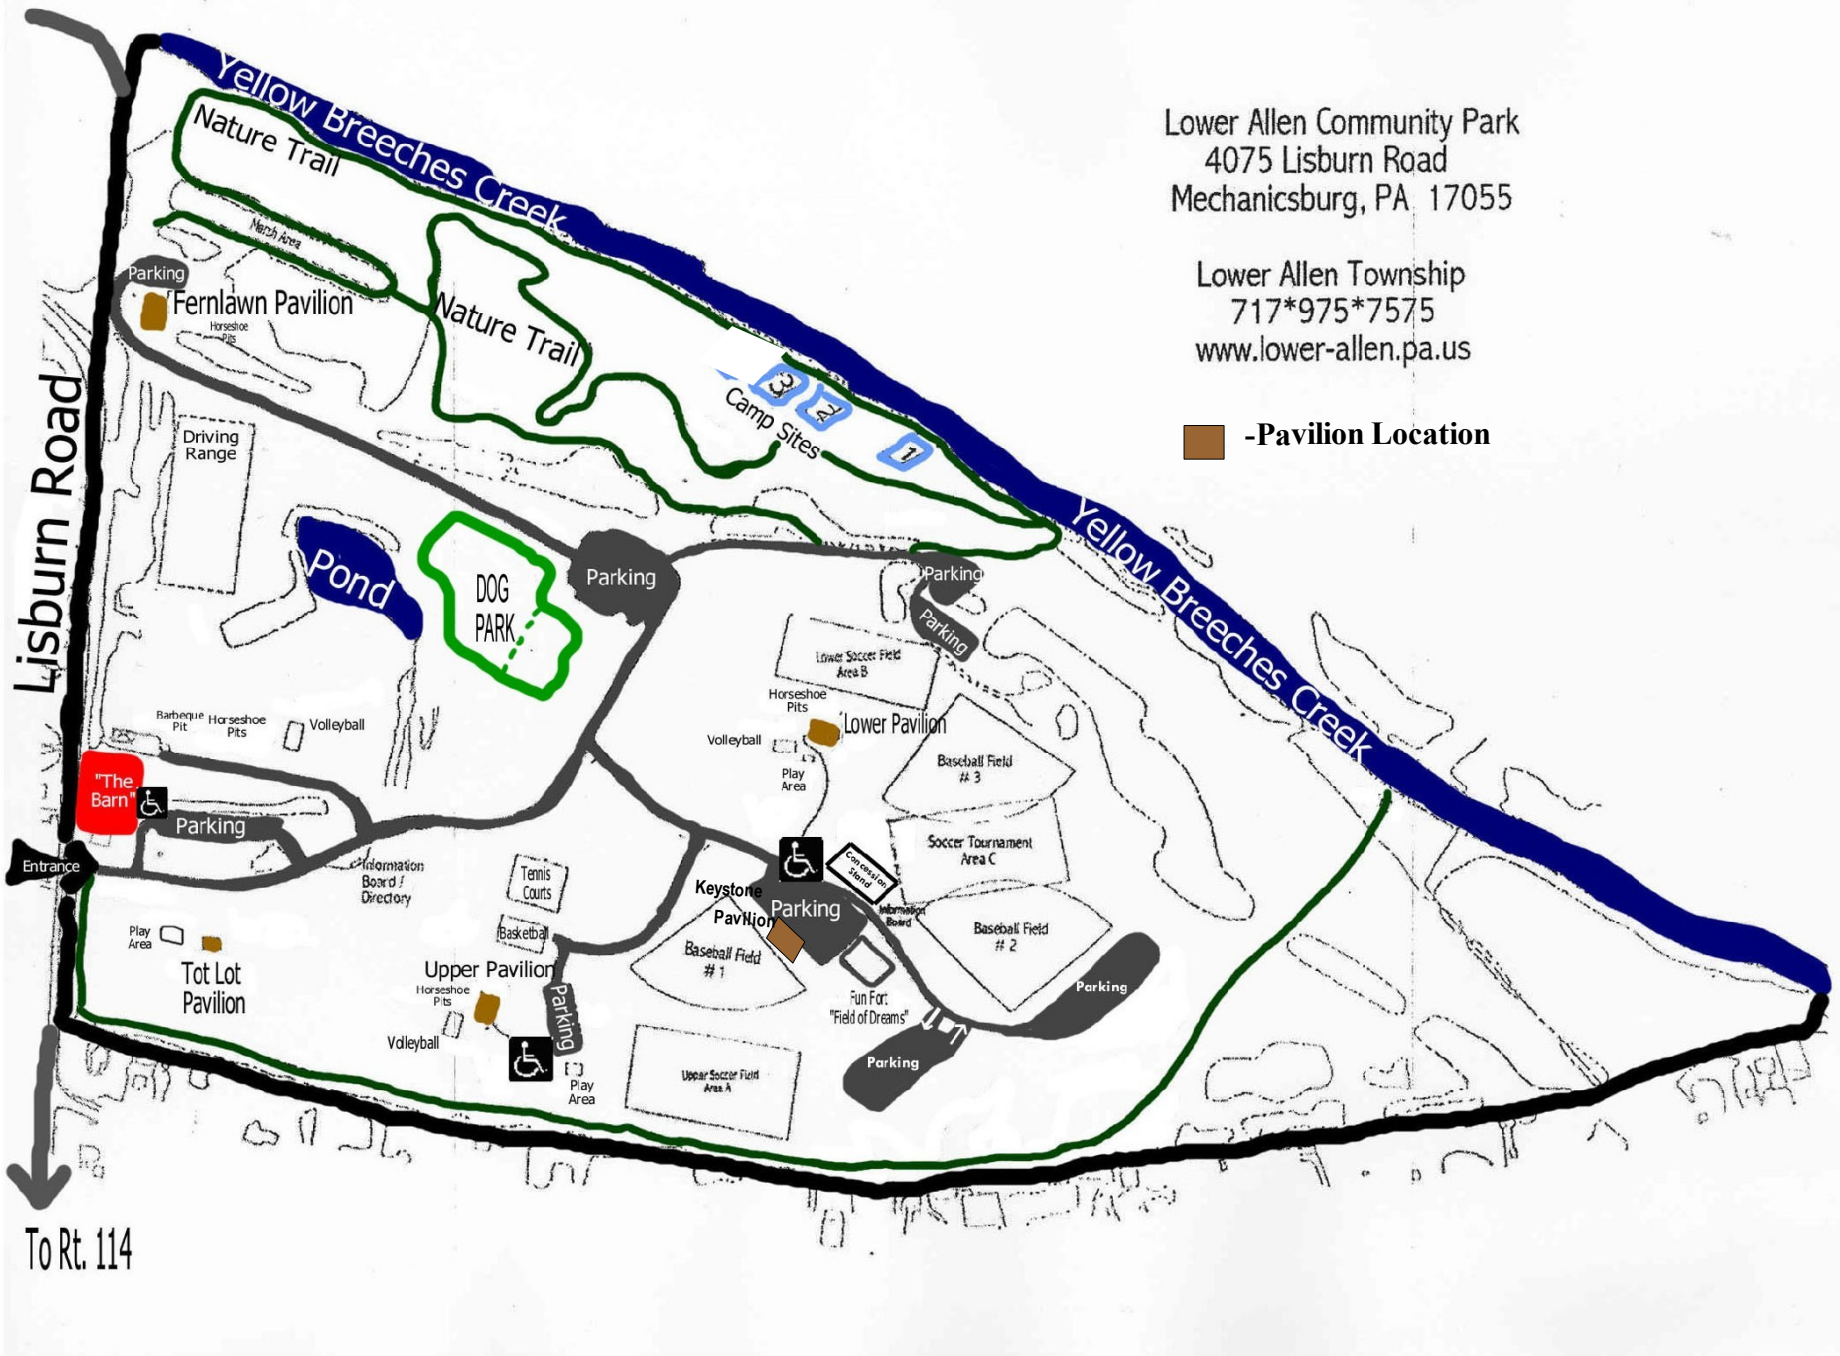 Yellow Breeches Creek
Nature Trail
Marsh Area
Parking
Fernlawn Pavilion
Horseshoe
Pits
Nature Trail
Lower Allen Community Park
4075 Lisburn Road
Mechanicsburg, PA 17055
Lower Allen Township
717*975*7575
www.lower-allen.pa.us
-Pavilion Location
3
2
1
Camp Sites
Lisburn Road
Driving
Range
Pond
DOG
PARK
Parking
Parking
Parking
Yellow Breeches Creek
Lower Soccer Field
Area B
Horseshoe
Pits
Lower Pavilion
Volleyball
Play
Area
Baseball Field
# 3
Barbeque
Pit
Horseshoe
Pits
Volleyball
"The
Barn"
Parking
Entrance
Information
Board /
Directory
Tennis
Courts
Basketball
Soccer Tournament
Area C
Concession
Stand
Keystone
Pavilion
Parking
Information
Board
Baseball Field
# 1
Baseball Field
# 2
Play
Area
Tot Lot
Pavilion
Upper Pavilion
Horseshoe
Pits
Volleyball
Parking
Play
Area
Fun Fort
"Field of Dreams"
Parking
Parking
Upper Soccer Field
Area A
To Rt. 114